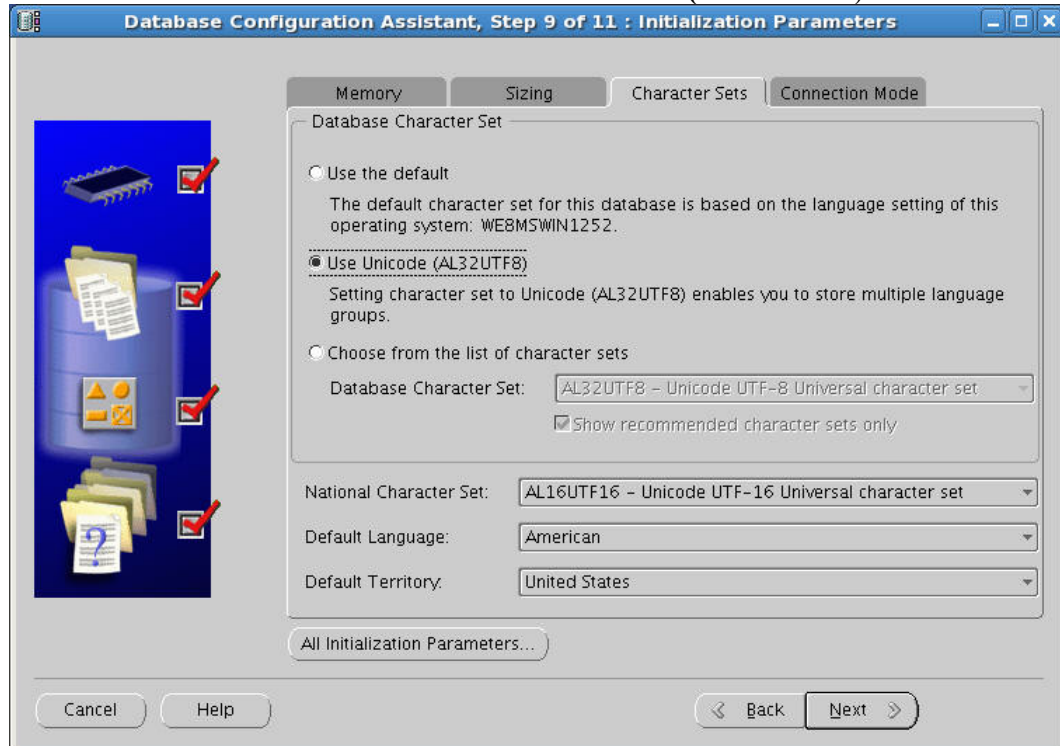 Database Configuration Assistant, Step 9 of 11 : Initialization Parameters
Memory Sizing Character Sets Connection Mode
Database Character Set
Use the default
The default character set for this database is based on the language setting of this
operating system: WE8MSWIN1252.
Use Unicode (AL32UTF8)
Setting character set to Unicode (AL32UTF8) enables you to store multiple language
groups.
Choose from the list of character sets
Database Character Set: AL32UTF8 - Unicode UTF-8 Universal character set
Show recommended character sets only
National Character Set: AL16UTF16 - Unicode UTF-16 Universal character set
Default Language: American
Default Territory: United States
All Initialization Parameters...
Cancel Help Back Next
?